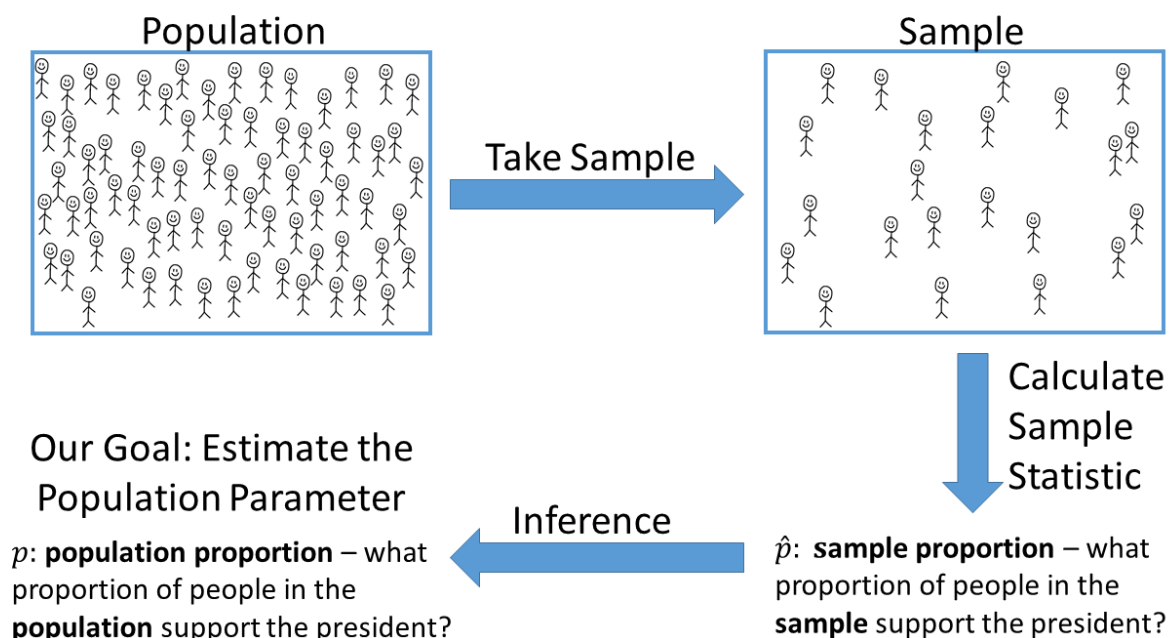 Population
Sample
Take Sample
Calculate
Sample
Statistic
Our Goal: Estimate the
Population Parameter
Inference
p: population proportion – what
proportion of people in the
population support the president?
p̂: sample proportion – what
proportion of people in the
sample support the president?